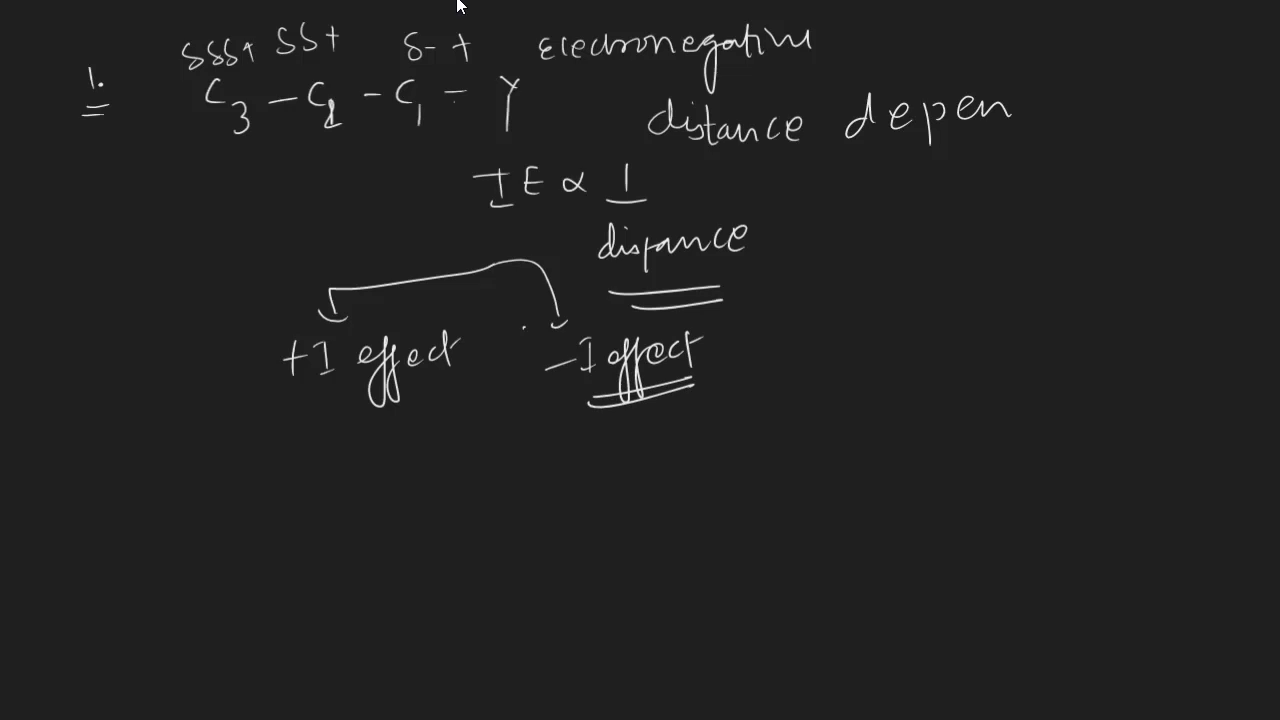 δδδ+ δδ+ δ- + Electronegative
1. C3 - C2 - C1 - Y
distance depen
IE ∝ 1
distance
+I effect -I effect